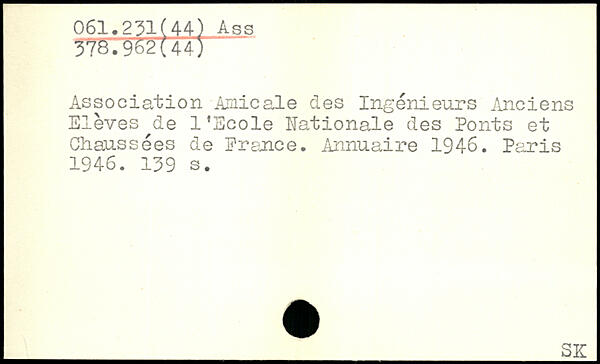 061.231(44) Ass
378.962(44)
Association Amicale des Ingénieurs Anciens
Elèves de l'Ecole Nationale des Ponts et
Chaussées de France. Annuaire 1946. Paris
1946. 139 s.
SK